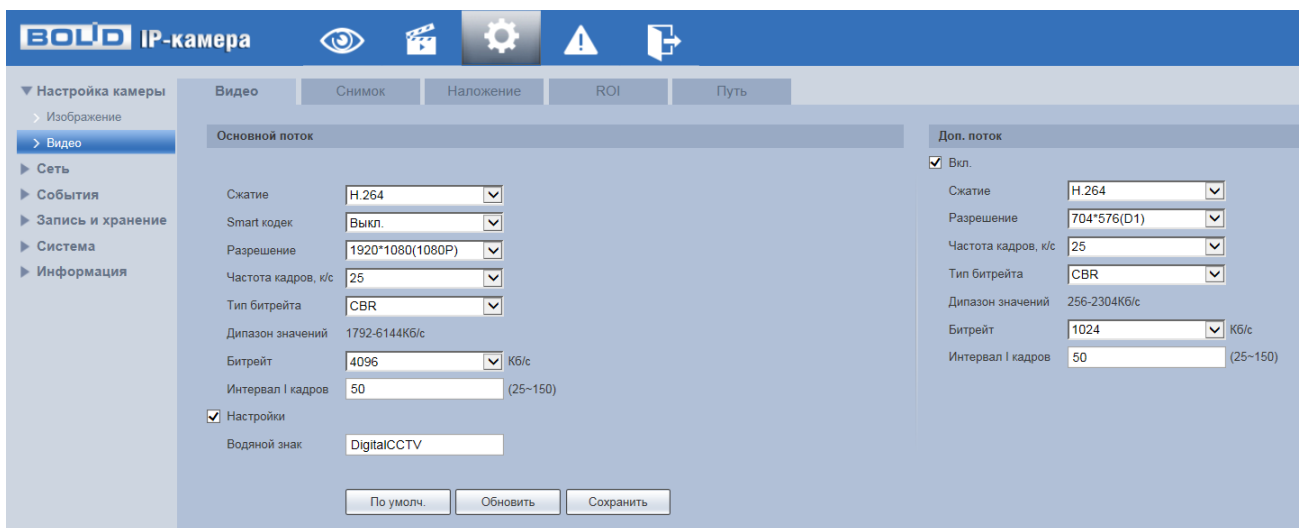 BOLID IP-камера
Настройка камеры
Изображение
Видео
Сеть
События
Запись и хранение
Система
Информация
Видео Снимок Наложение ROI Путь
Основной поток
Сжатие H.264
Smart кодек Выкл.
Разрешение 1920*1080(1080P)
Частота кадров, к/с 25
Тип битрейта CBR
Дипазон значений 1792-6144Кб/с
Битрейт 4096 Кб/с
Интервал I кадров 50 (25~150)
Настройки
Водяной знак DigitalCCTV
По умолч. Обновить Сохранить
Доп. поток
Вкл.
Сжатие H.264
Разрешение 704*576(D1)
Частота кадров, к/с 25
Тип битрейта CBR
Дипазон значений 256-2304Кб/с
Битрейт 1024 Кб/с
Интервал I кадров 50 (25~150)